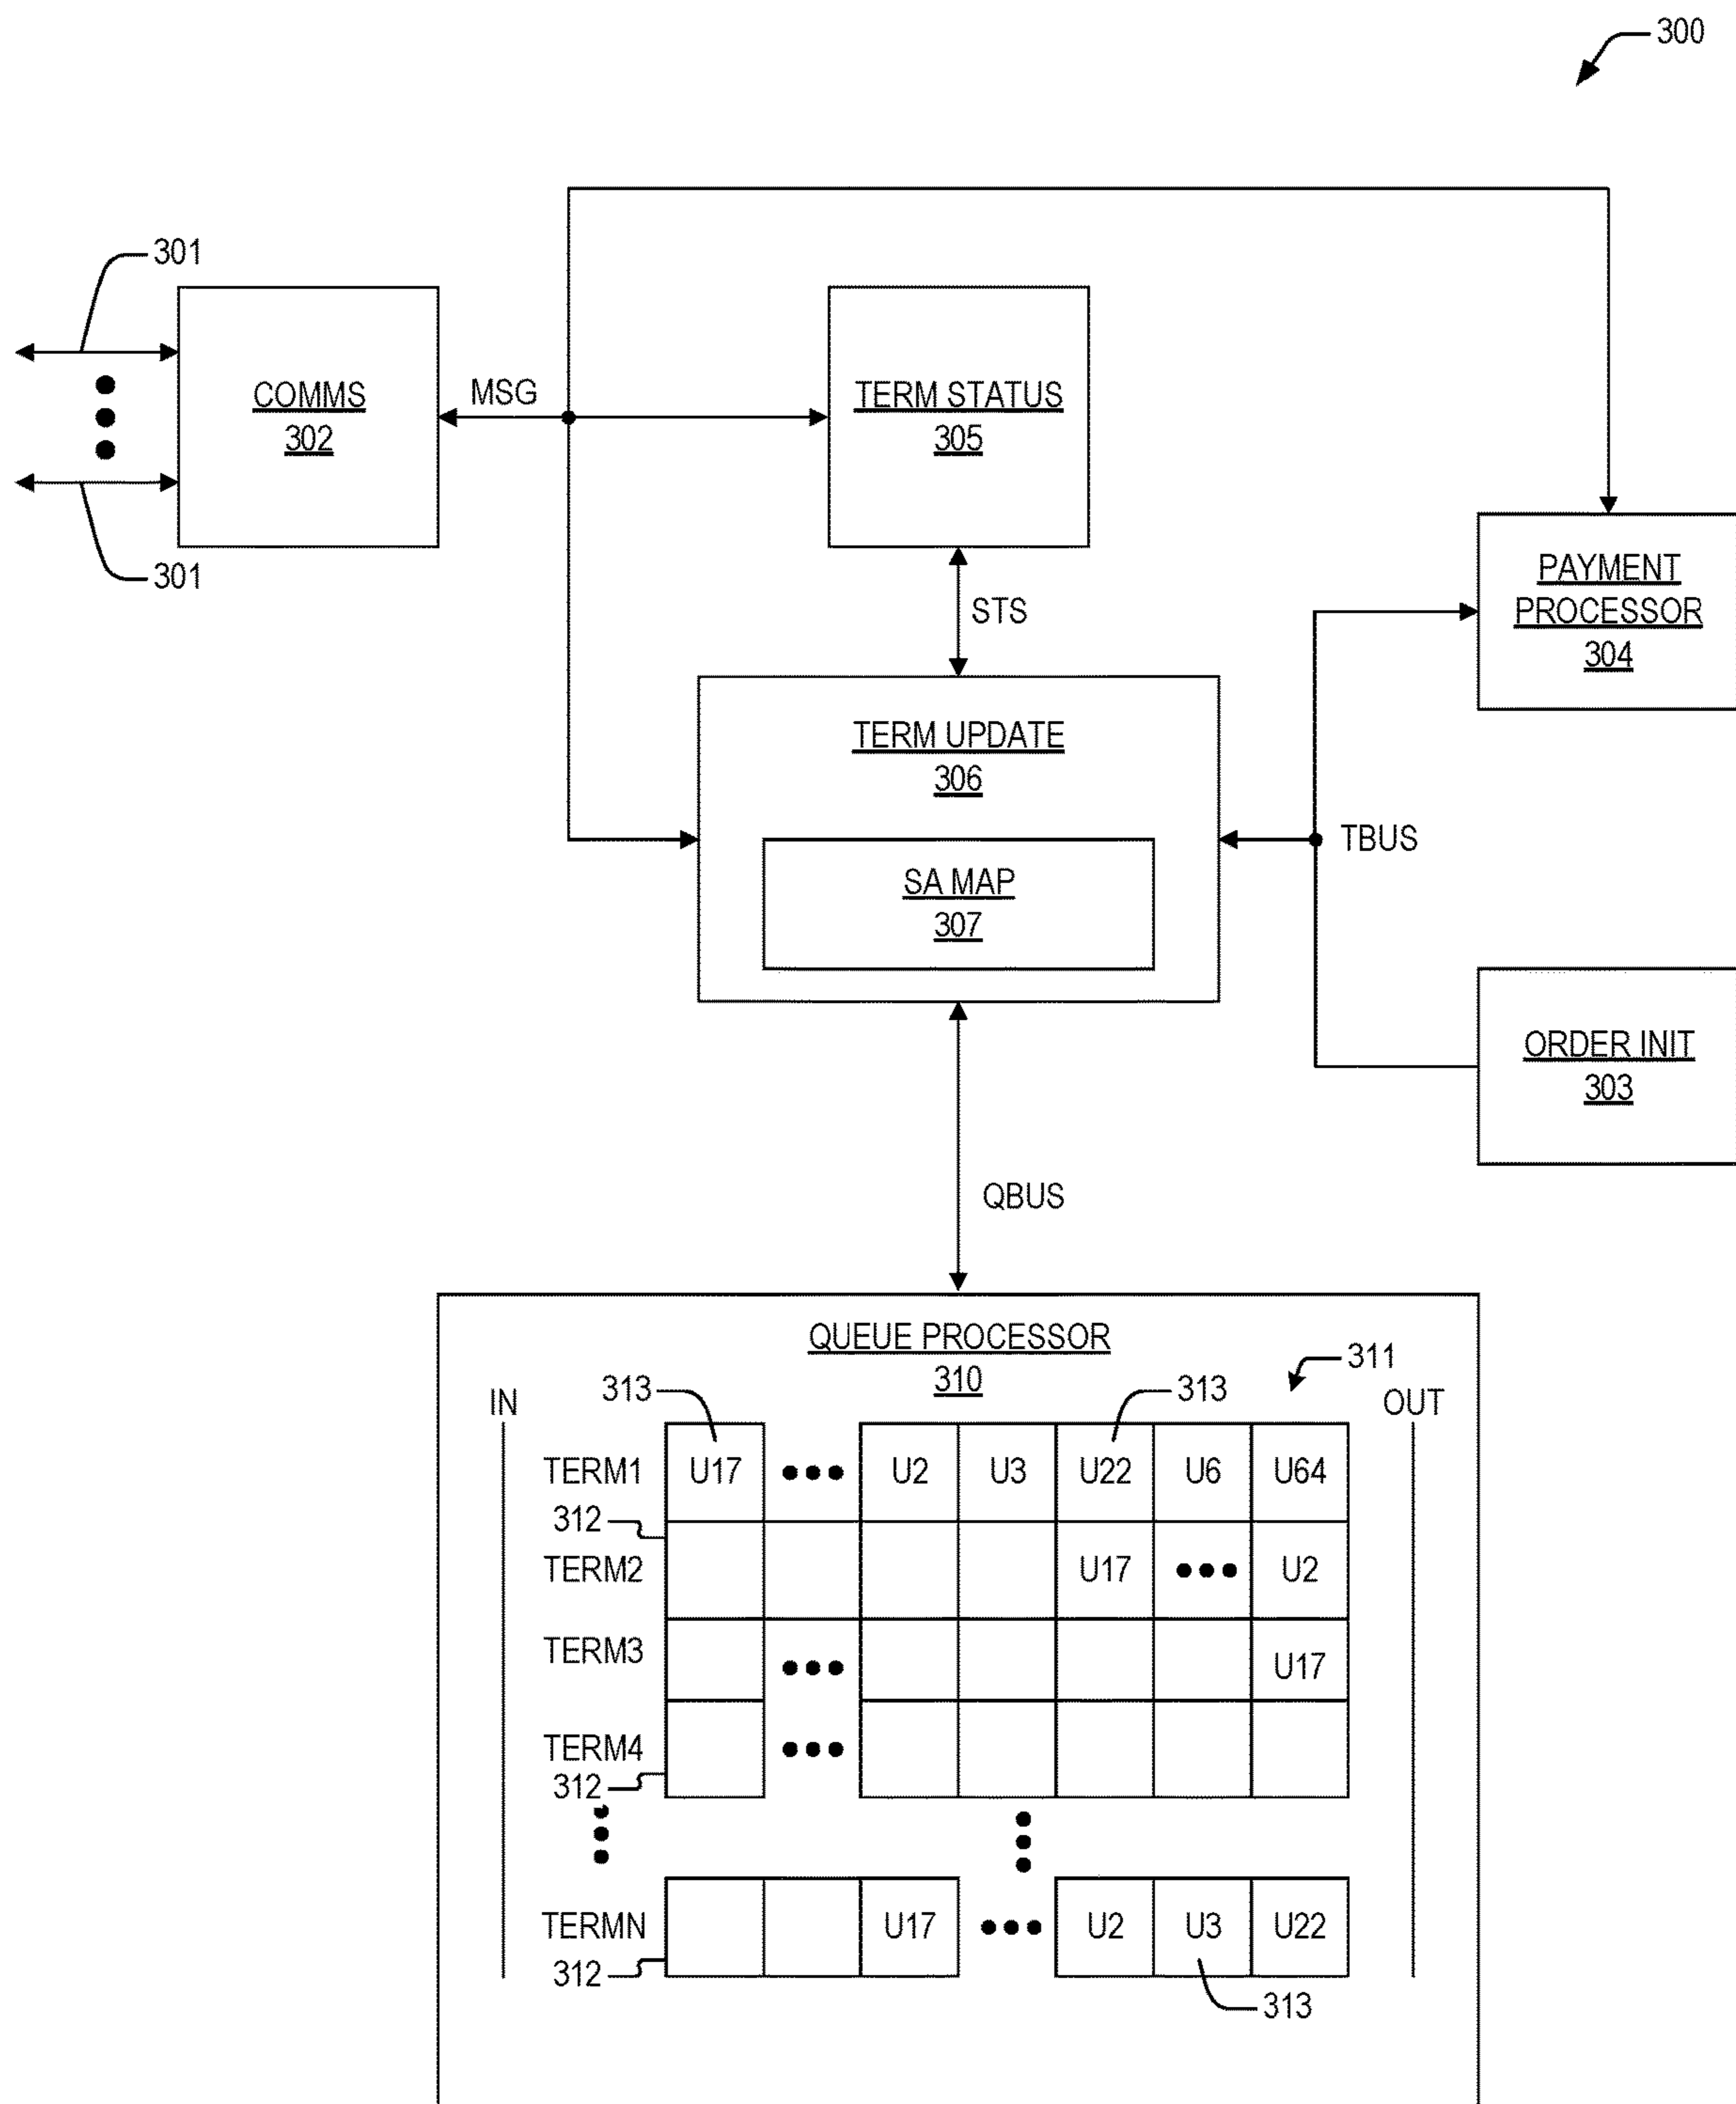 300
301
COMMS
302
MSG
TERM STATUS
305
301
STS
PAYMENT
PROCESSOR
304
TERM UPDATE
306
TBUS
SA MAP
307
ORDER INIT
303
QBUS
QUEUE PROCESSOR
310
311
313
313
IN
OUT
TERM1 U17 U2 U3 U22 U6 U64
312
TERM2 U17 U2
TERM3 U17
TERM4
312
TERMN U17 U2 U3 U22
312
313